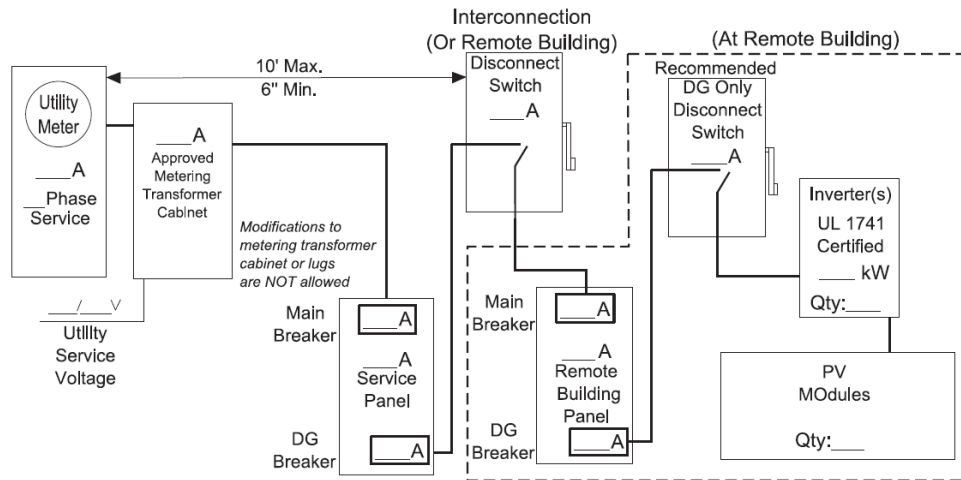 Interconnection
(Or Remote Building)
(At Remote Building)
10' Max.
6" Min.
Disconnect
Switch
___A
Recommended
DG Only
Disconnect
Switch
___A
Utility
Meter
___A
__Phase
Service
___A
Approved
Metering
Transformer
Cabinet
Modifications to
metering transformer
cabinet or lugs
are NOT allowed
___/___V
Utility
Service
Voltage
Main
Breaker
___A
___A
Service
Panel
DG
Breaker
___A
Main
Breaker
___A
___A
Remote
Building
Panel
DG
Breaker
___A
Inverter(s)
UL 1741
Certified
___ kW
Qty:___
PV
MOdules
Qty:___